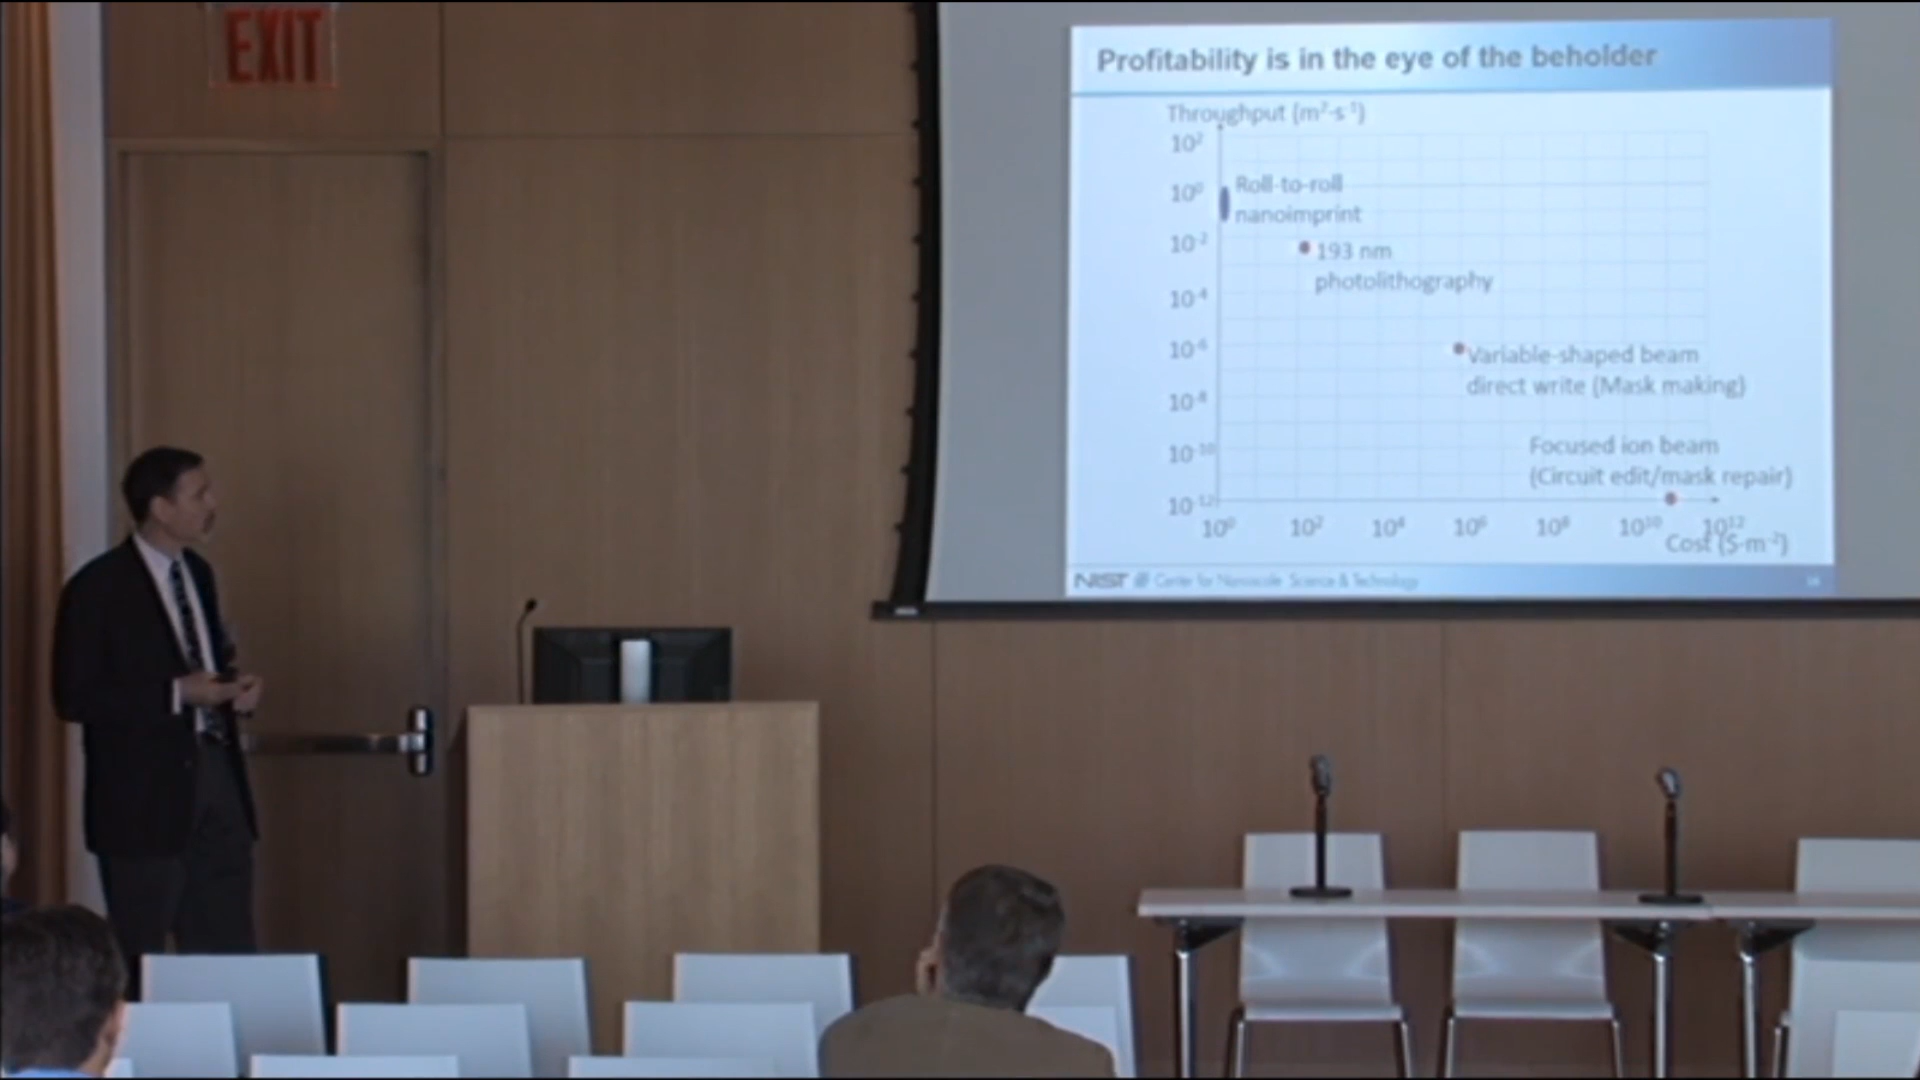 EXIT
Profitability is in the eye of the beholder
Throughput (m²·s⁻¹)
10²
10⁰
10⁻²
10⁻⁴
10⁻⁶
10⁻⁸
10⁻¹⁰
10⁻¹²
Roll-to-roll
nanoimprint
193 nm
photolithography
Variable-shaped beam
direct write (Mask making)
Focused ion beam
(Circuit edit/mask repair)
10⁰ 10² 10⁴ 10⁶ 10⁸ 10¹⁰ 10¹²
Cost ($·m⁻²)
NIST Center for Nanoscale Science & Technology